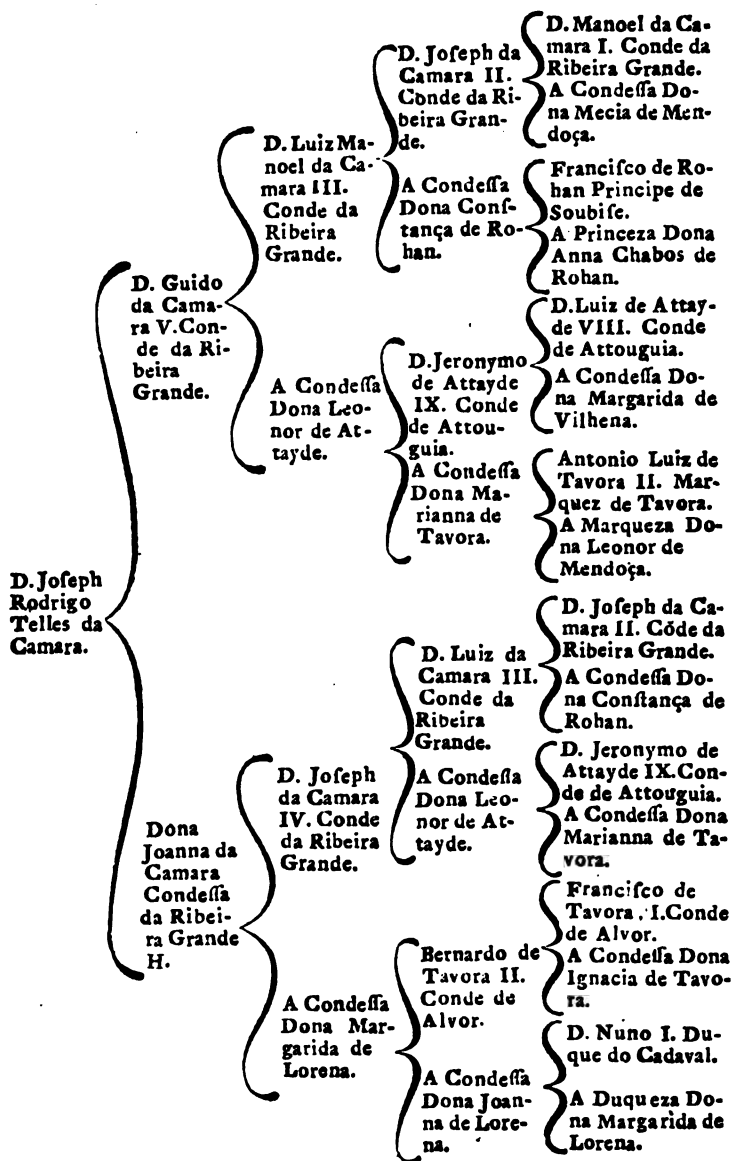 D. Joſeph
Rodrigo
Telles da
Camara.
D. Guido
da Cama-
ra V. Con-
de da Ri-
beira
Grande.
Dona
Joanna da
Camara
Condeſſa
da Ribei-
ra Grande
H.
D. Luiz Ma-
noel da Ca-
mara III.
Conde da
Ribeira
Grande.
A Condeſſa
Dona Leo-
nor de At-
tayde.
D. Joſeph
da Camara
IV. Conde
da Ribeira
Grande.
A Condeſſa
Dona Mar-
garida de
Lorena.
D. Joſeph da
Camara II.
Conde da Ri-
beira Gran-
de.
A Condeſſa
Dona Conſ-
tança de Ro-
han.
D. Jeronymo
de Attayde
IX. Conde
de Attou-
guia.
A Condeſſa
Dona Ma-
rianna de
Tavora.
D. Luiz da
Camara III.
Conde da
Ribeira
Grande.
A Condeſſa
Dona Leo-
nor de At-
tayde.
Bernardo de
Tavora II.
Conde de
Alvor.
A Condeſſa
Dona Joan-
na de Lore-
na.
D. Manoel da Ca-
mara I. Conde da
Ribeira Grande.
A Condeſſa Do-
na Mecia de Men-
doça.
Franciſco de Ro-
han Principe de
Soubiſe.
A Princeza Dona
Anna Chabos de
Rohan.
D. Luiz de Attay-
de VIII. Conde
de Attouguia.
A Condeſſa Do-
na Margarida de
Vilhena.
Antonio Luiz de
Tavora II. Mar-
quez de Tavora.
A Marqueza Do-
na Leonor de
Mendoça.
D. Joſeph da Ca-
mara II. Cõde da
Ribeira Grande.
A Condeſſa Do-
na Conſtança de
Rohan.
D. Jeronymo de
Attayde IX. Con-
de de Attouguia.
A Condeſſa Dona
Marianna de Ta-
vora.
Franciſco de
Tavora, I. Conde
de Alvor.
A Condeſſa Dona
Ignacia de Tavo-
ra.
D. Nuno I. Du-
que do Cadaval.
A Duqueza Do-
na Margarida de
Lorena.